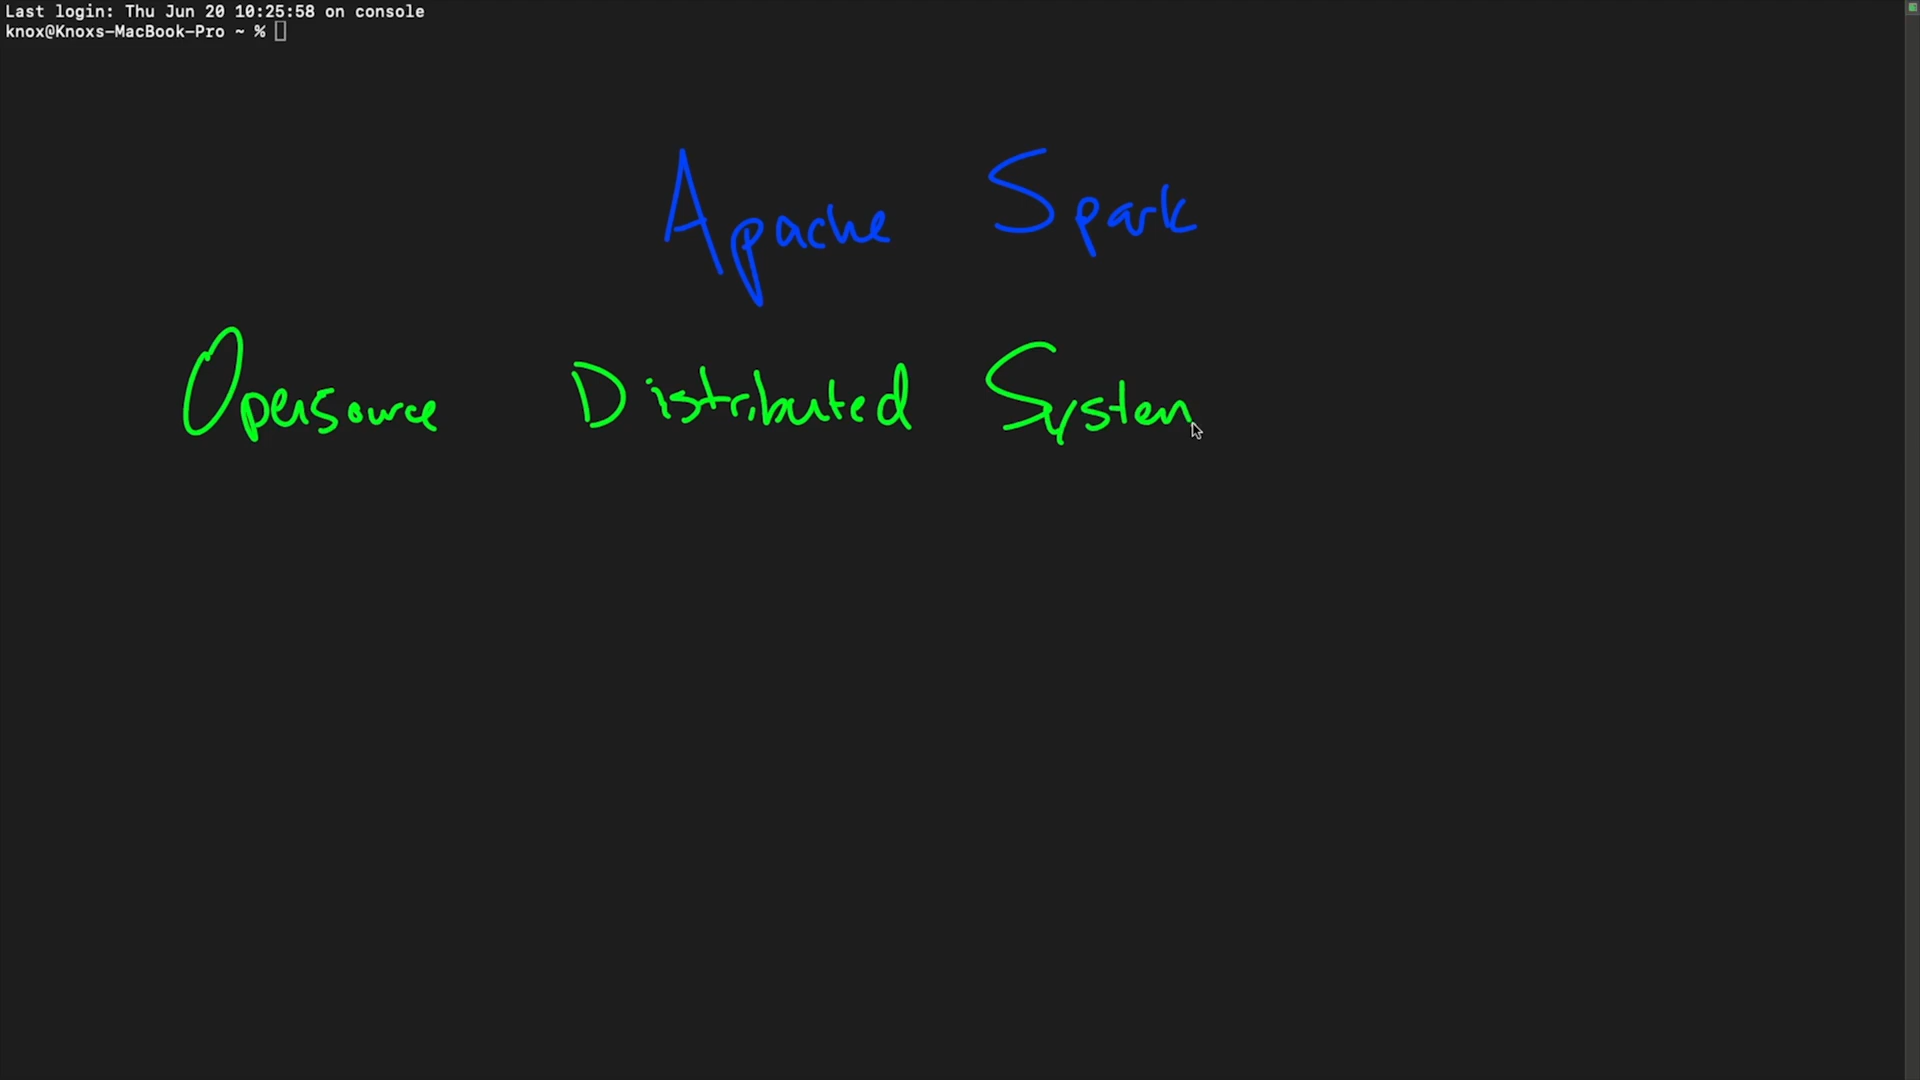 Last login: Thu Jun 20 10:25:58 on console
knox@Knoxs-MacBook-Pro ~ %
Apache Spark
Opensource Distributed System